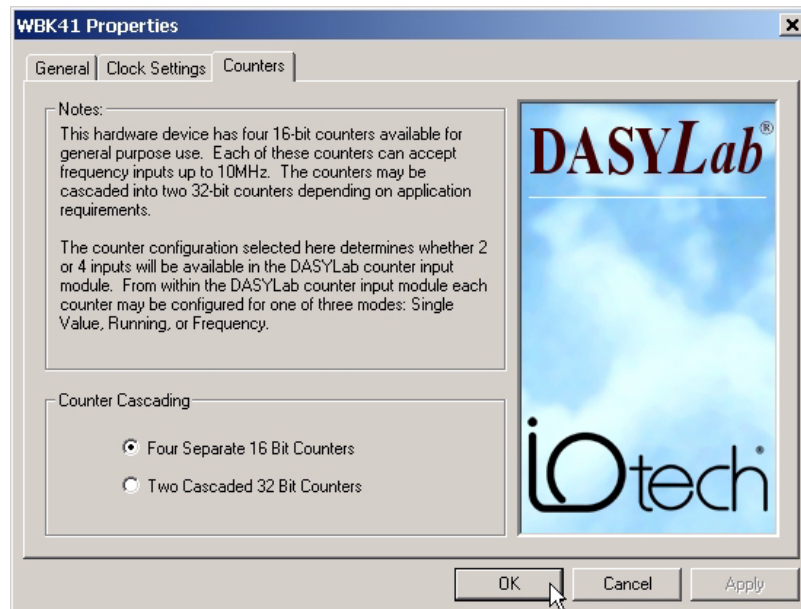 WBK41 Properties
General Clock Settings Counters
Notes:
This hardware device has four 16-bit counters available for
general purpose use. Each of these counters can accept
frequency inputs up to 10MHz. The counters may be
cascaded into two 32-bit counters depending on application
requirements.
The counter configuration selected here determines whether 2
or 4 inputs will be available in the DASYLab counter input
module. From within the DASYLab counter input module each
counter may be configured for one of three modes: Single
Value, Running, or Frequency.
DASYLab®
Counter Cascading
Four Separate 16 Bit Counters
Two Cascaded 32 Bit Counters
iOtech®
OK Cancel Apply